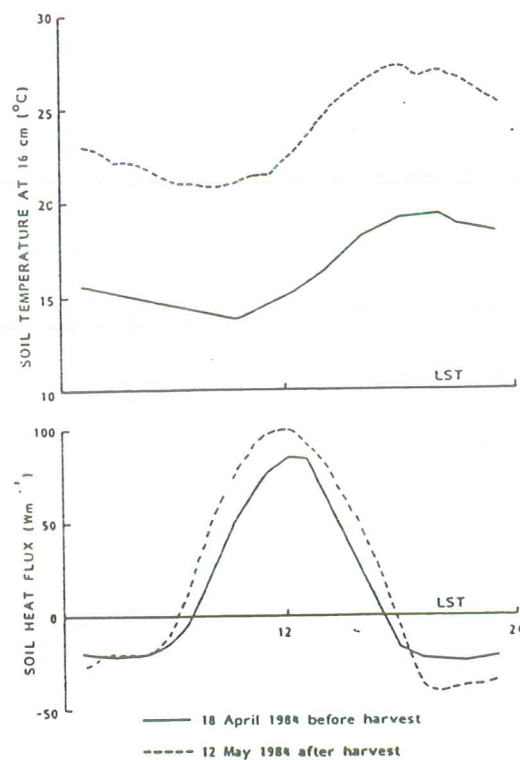 SOIL TEMPERATURE AT 16 cm (°C)
30
25
20
15
10
LST
SOIL HEAT FLUX (Wm⁻²)
100
50
0
-50
LST
12
18 April 1984 before harvest
12 May 1984 after harvest